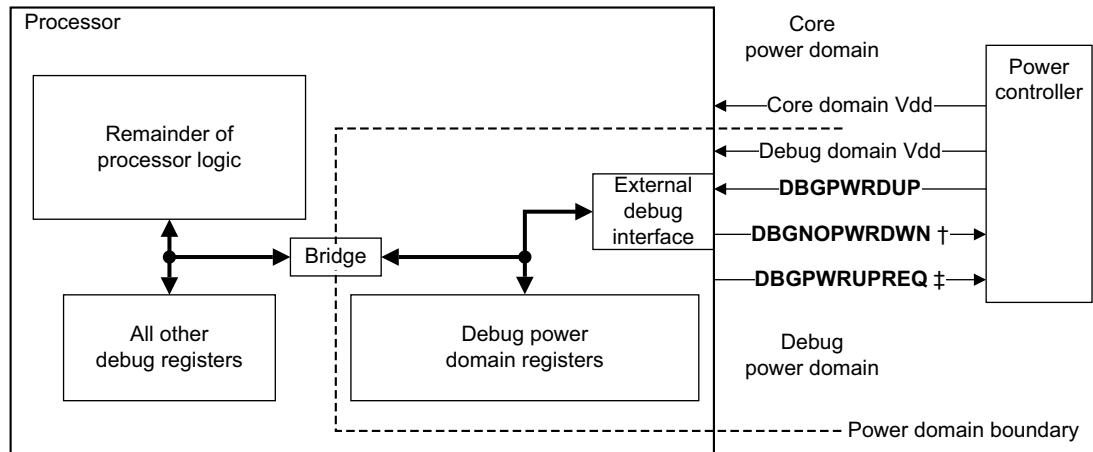 Processor
Core
power domain
Power
controller
Remainder of
processor logic
Core domain Vdd
Debug domain Vdd
DBGPWRDUP
External
debug
interface
DBGNOPWRDWN †
Bridge
DBGPWRUPREQ ‡
All other
debug registers
Debug power
domain registers
Debug
power domain
Power domain boundary